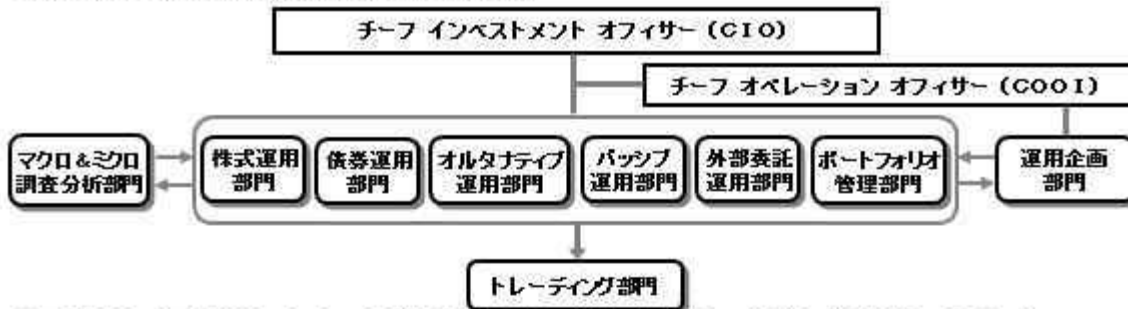 チーフ インベストメント オフィサー (CIO)
チーフ オペレーション オフィサー (COOI)
マクロ&ミクロ
調査分析部門
株式運用
部門
債券運用
部門
オルタナティブ
運用部門
パッシブ
運用部門
外部委託
運用部門
ポートフォリオ
管理部門
運用企画
部門
トレーディング部門